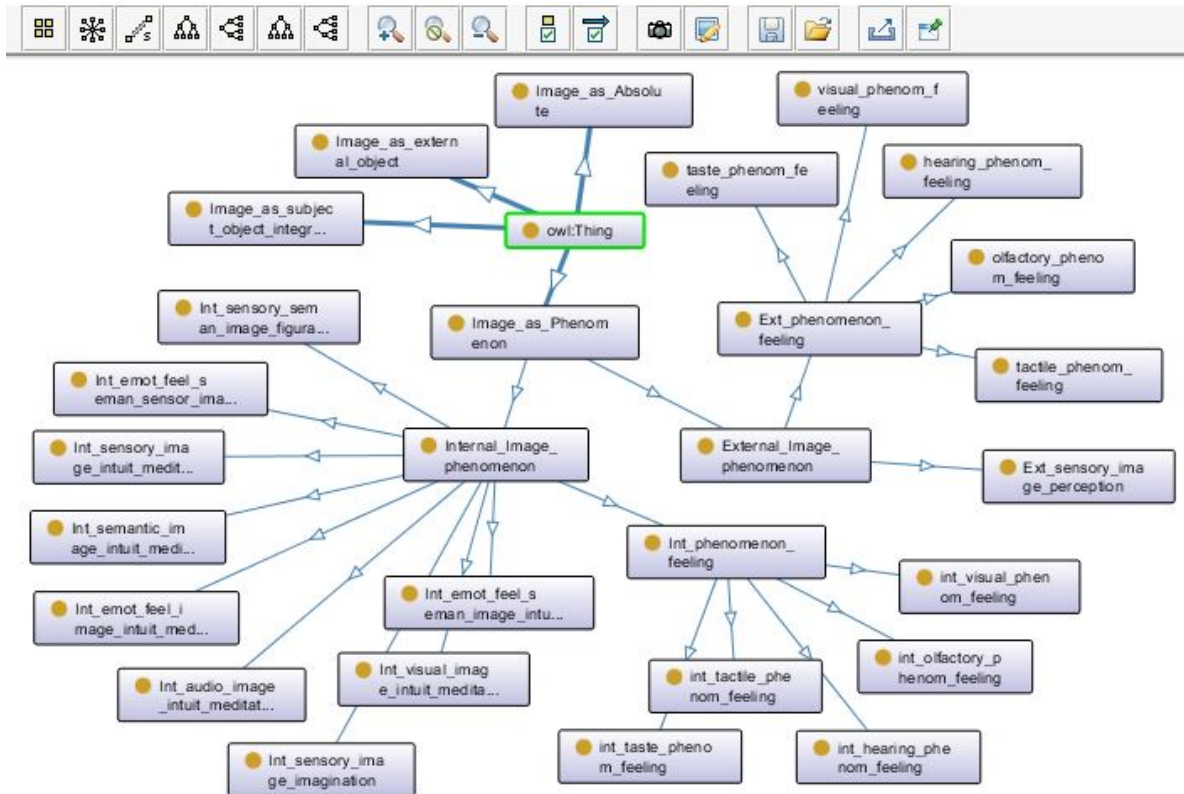 s
Image_as_Absolu
te
visual_phenom_f
eeling
Image_as_extern
al_object
taste_phenom_fe
eling
hearing_phenom_
feeling
Image_as_subjec
t_object_integr...
owl:Thing
olfactory_pheno
m_feeling
Int_sensory_sem
an_image_figura...
Image_as_Phenom
enon
Ext_phenomenon_
feeling
tactile_phenom_
feeling
Int_emot_feel_s
eman_sensor_ima...
Int_sensory_ima
ge_intuit_medit...
Internal_Image_
phenomenon
External_Image_
phenomenon
Ext_sensory_ima
ge_perception
Int_semantic_im
age_intuit_medi...
Int_phenomenon_
feeling
Int_emot_feel_i
mage_intuit_med...
Int_emot_feel_s
eman_image_intu...
int_visual_phen
om_feeling
Int_audio_image
_intuit_meditat...
Int_visual_imag
e_intuit_medita...
int_tactile_phe
nom_feeling
int_olfactory_p
henom_feeling
Int_sensory_ima
ge_imagination
int_taste_pheno
m_feeling
int_hearing_phe
nom_feeling